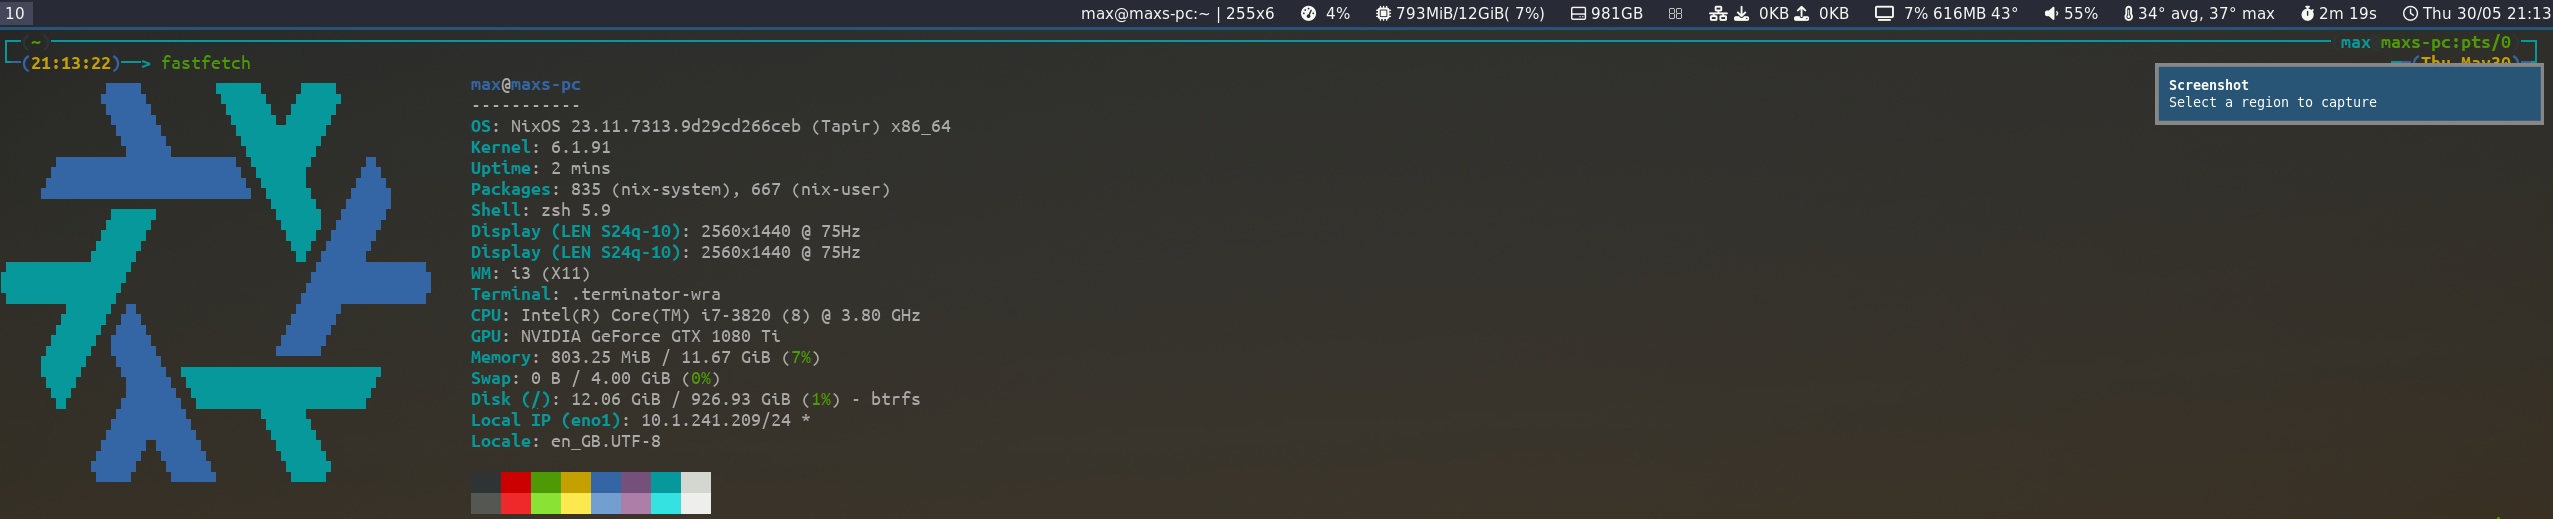 10 max@maxs-pc:~ | 255x6 4% 793MiB/12GiB( 7%) 981GB 0KB 0KB 7% 616MB 43° 55% 34° avg, 37° max 2m 19s Thu 30/05 21:13
~ max maxs-pc:pts/0
(21:13:22)—> fastfetch (Thu,May30)
Screenshot
Select a region to capture
max@maxs-pc
-----------
OS: NixOS 23.11.7313.9d29cd266ceb (Tapir) x86_64
Kernel: 6.1.91
Uptime: 2 mins
Packages: 835 (nix-system), 667 (nix-user)
Shell: zsh 5.9
Display (LEN S24q-10): 2560x1440 @ 75Hz
Display (LEN S24q-10): 2560x1440 @ 75Hz
WM: i3 (X11)
Terminal: .terminator-wra
CPU: Intel(R) Core(TM) i7-3820 (8) @ 3.80 GHz
GPU: NVIDIA GeForce GTX 1080 Ti
Memory: 803.25 MiB / 11.67 GiB (7%)
Swap: 0 B / 4.00 GiB (0%)
Disk (/): 12.06 GiB / 926.93 GiB (1%) - btrfs
Local IP (eno1): 10.1.241.209/24 *
Locale: en_GB.UTF-8